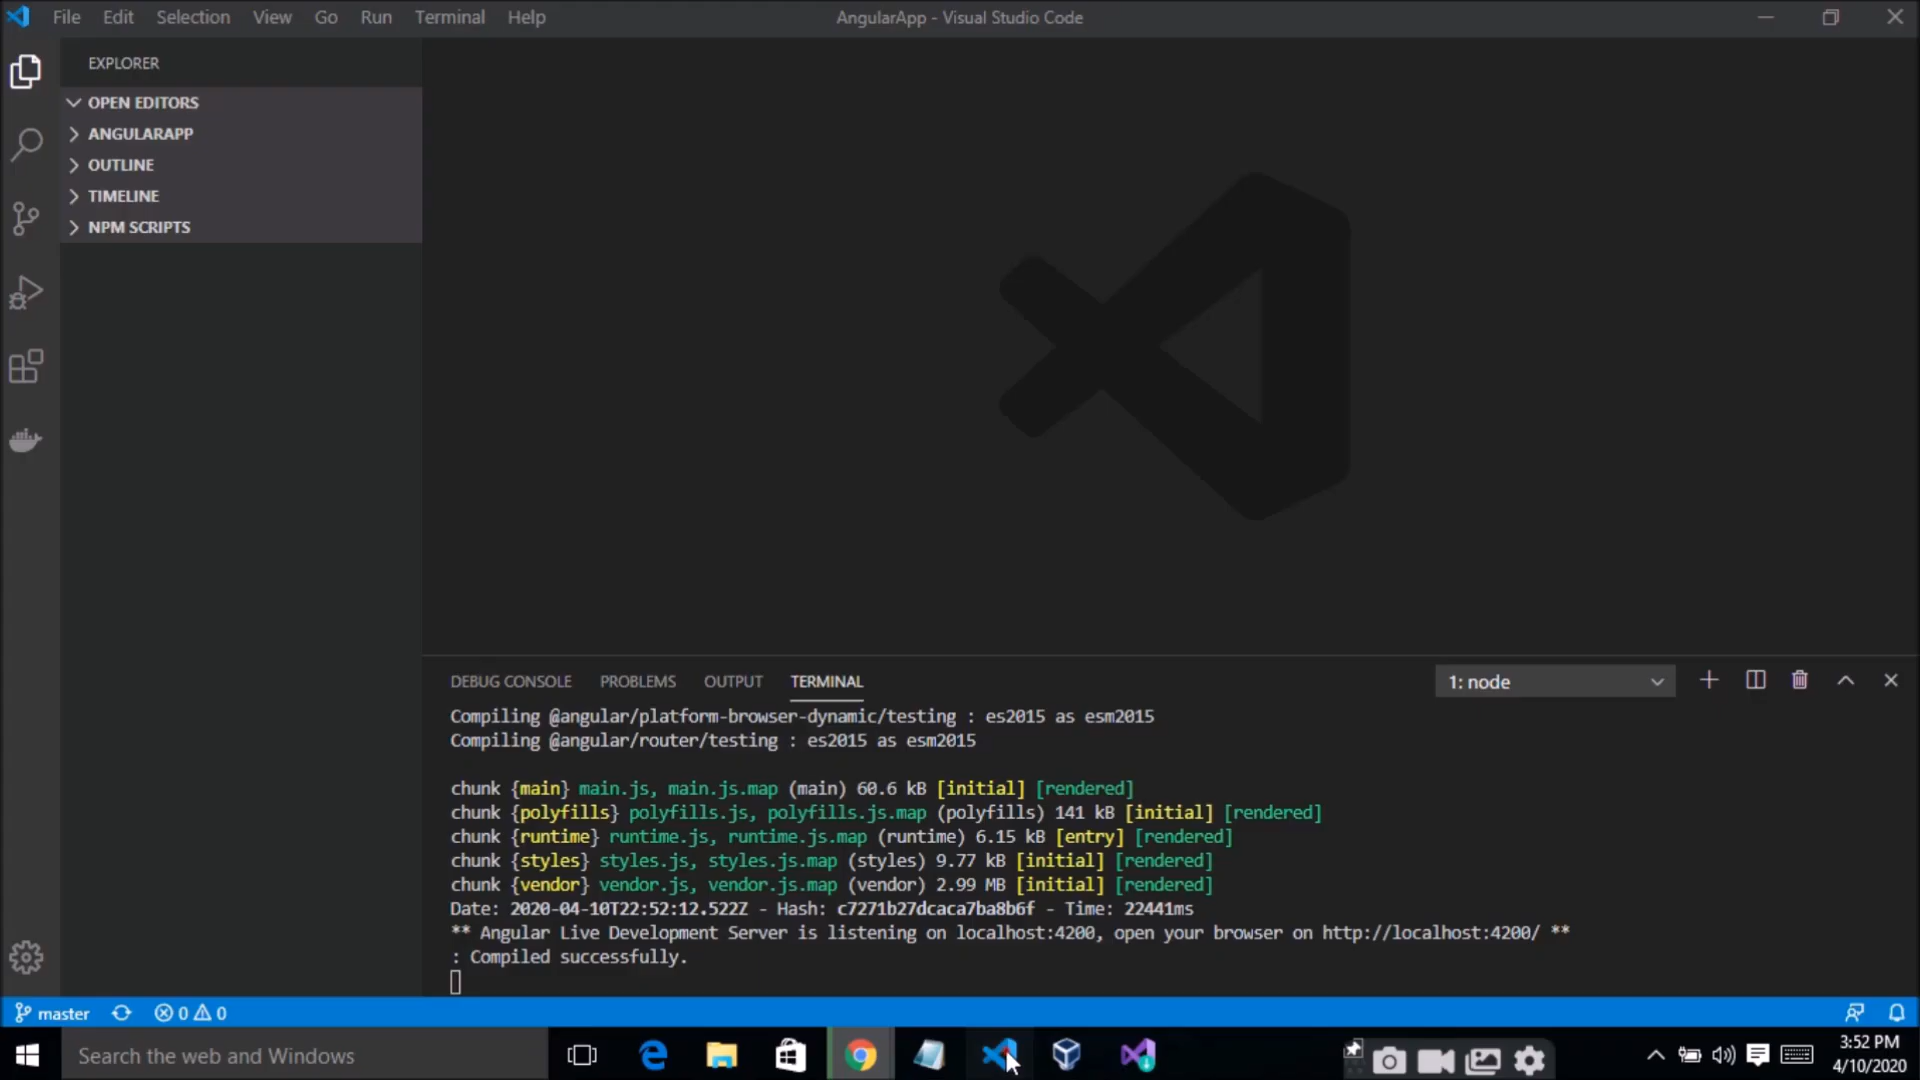 File Edit Selection View Go Run Terminal Help
AngularApp - Visual Studio Code
EXPLORER
OPEN EDITORS
ANGULARAPP
OUTLINE
TIMELINE
NPM SCRIPTS
DEBUG CONSOLE PROBLEMS OUTPUT TERMINAL
1: node
Compiling @angular/platform-browser-dynamic/testing : es2015 as esm2015
Compiling @angular/router/testing : es2015 as esm2015
chunk {main} main.js, main.js.map (main) 60.6 kB [initial] [rendered]
chunk {polyfills} polyfills.js, polyfills.js.map (polyfills) 141 kB [initial] [rendered]
chunk {runtime} runtime.js, runtime.js.map (runtime) 6.15 kB [entry] [rendered]
chunk {styles} styles.js, styles.js.map (styles) 9.77 kB [initial] [rendered]
chunk {vendor} vendor.js, vendor.js.map (vendor) 2.99 MB [initial] [rendered]
Date: 2020-04-10T22:52:12.522Z - Hash: c7271b27dcaca7ba8b6f - Time: 22441ms
** Angular Live Development Server is listening on localhost:4200, open your browser on http://localhost:4200/ **
: Compiled successfully.
master 0 0
Search the web and Windows
3:52 PM
4/10/2020